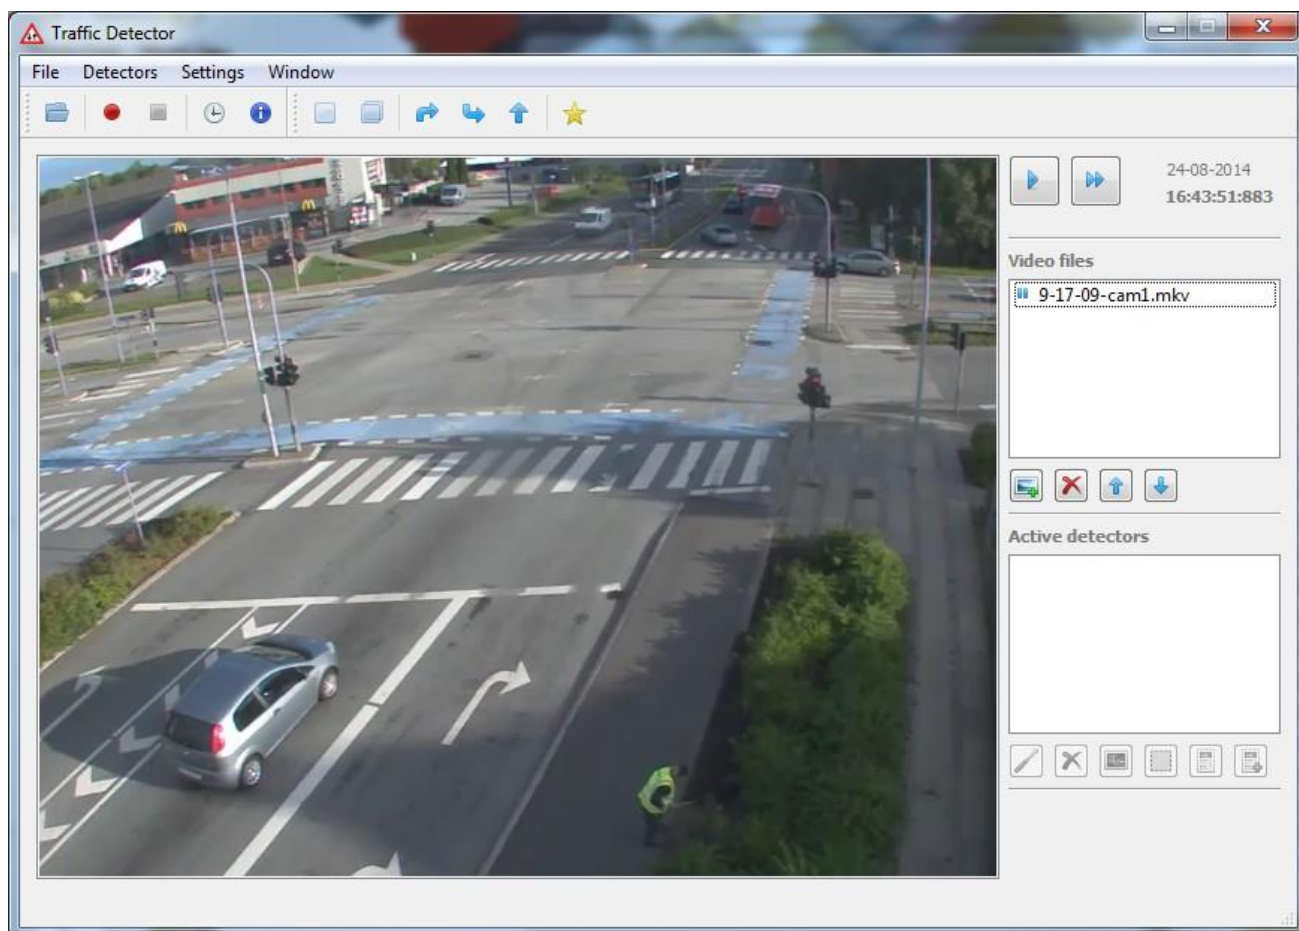 Traffic Detector
File Detectors Settings Window
24-08-2014
16:43:51:883
Video files
9-17-09-cam1.mkv
Active detectors